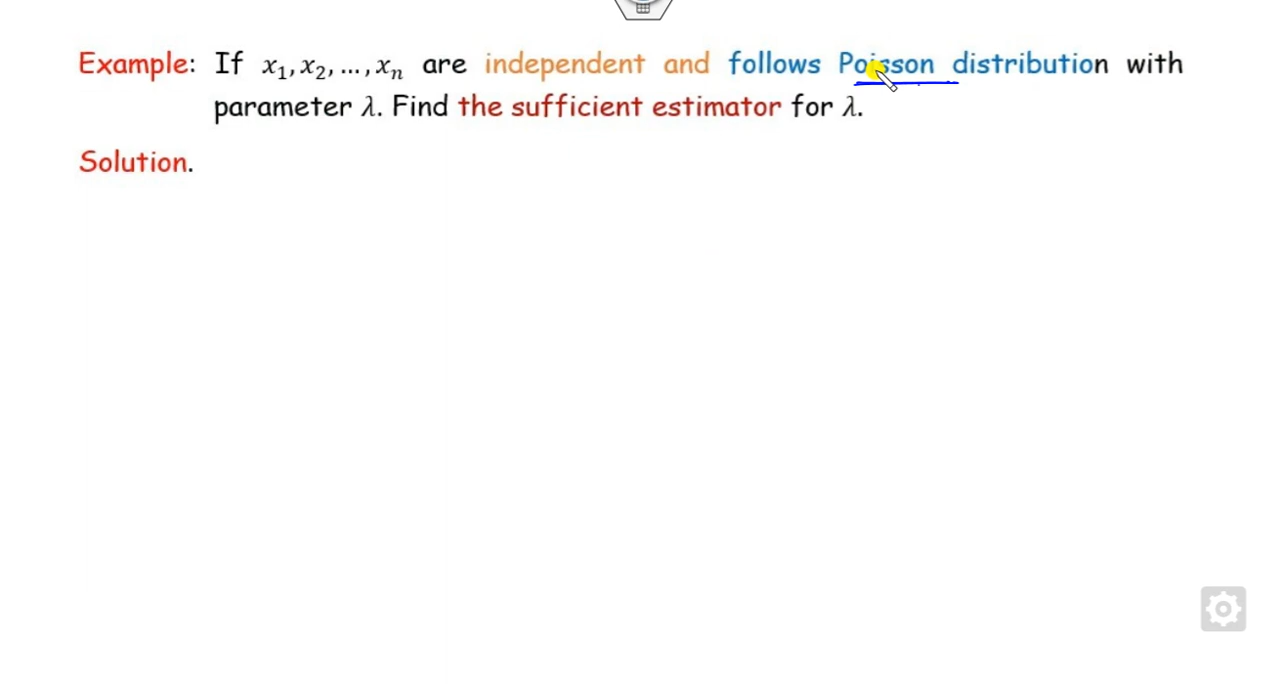 Example: If x₁, x₂, ..., xₙ are independent and follows Poisson distribution with
parameter λ. Find the sufficient estimator for λ.
Solution.